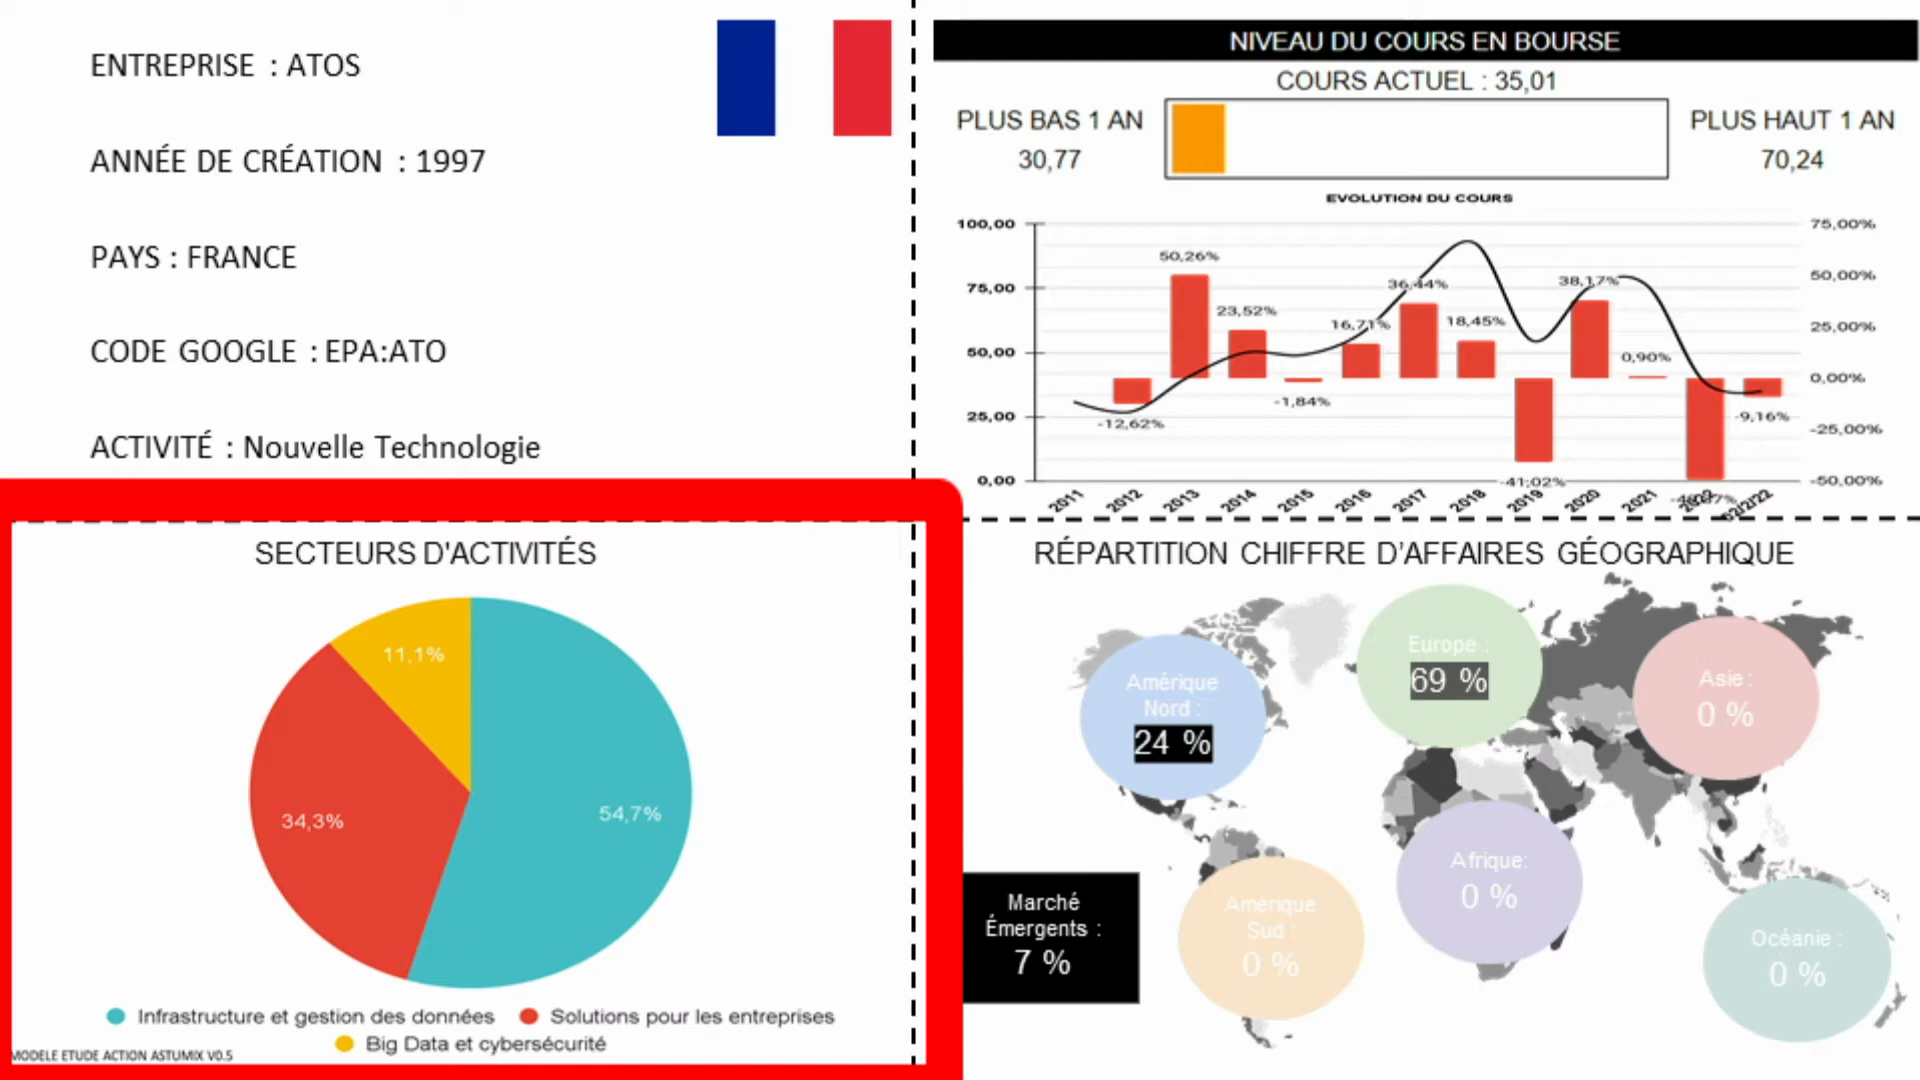 ENTREPRISE : ATOS
ANNÉE DE CRÉATION : 1997
PAYS : FRANCE
CODE GOOGLE : EPA:ATO
ACTIVITÉ : Nouvelle Technologie
NIVEAU DU COURS EN BOURSE
COURS ACTUEL : 35,01
PLUS BAS 1 AN
30,77
PLUS HAUT 1 AN
70,24
EVOLUTION DU COURS
100,00
75,00
50,00
25,00
0,00
75,00%
50,00%
25,00%
0,00%
-25,00%
-50,00%
-12,62%
50,26%
23,52%
-1,84%
16,71%
36,44%
18,45%
-41,02%
38,17%
0,90%
-9,16%
2011
2012
2013
2014
2015
2016
2017
2018
2019
2020
2021
SECTEURS D'ACTIVITÉS
11,1%
34,3%
54,7%
Infrastructure et gestion des données
Solutions pour les entreprises
Big Data et cybersécurité
MODELE ETUDE ACTION ASTUMIX V0.5
RÉPARTITION CHIFFRE D'AFFAIRES GÉOGRAPHIQUE
Amérique
Nord :
24 %
Europe :
69 %
Asie :
0 %
Marché
Émergents :
7 %
Amérique
Sud :
0 %
Afrique:
0 %
Océanie :
0 %